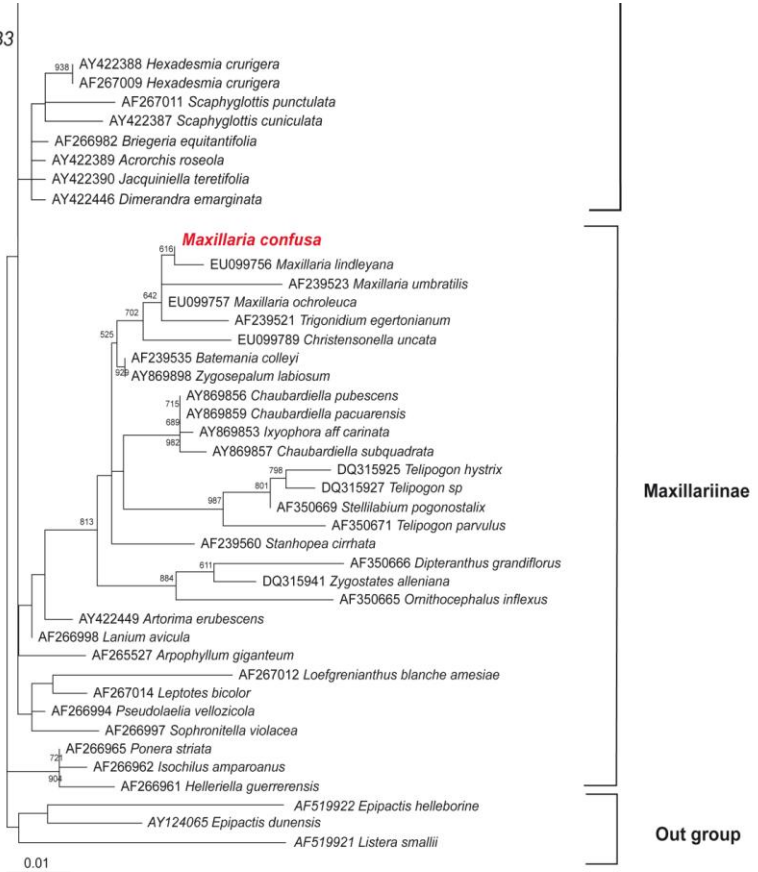 33
938 AY422388 Hexadesmia crurigera
AF267009 Hexadesmia crurigera
AF267011 Scaphyglottis punctulata
AY422387 Scaphyglottis cuniculata
AF266982 Briegeria equitantifolia
AY422389 Acrorchis roseola
AY422390 Jacquiniella teretifolia
AY422446 Dimerandra emarginata
Maxillaria confusa
616
EU099756 Maxillaria lindleyana
AF239523 Maxillaria umbratilis
642 EU099757 Maxillaria ochroleuca
702 AF239521 Trigonidium egertonianum
525 EU099789 Christensonella uncata
AF239535 Batemania colleyi
929 AY869898 Zygosepalum labiosum
AY869856 Chaubardiella pubescens
715
AY869859 Chaubardiella pacuarensis
689
AY869853 Ixyophora aff carinata
982
AY869857 Chaubardiella subquadrata
798 DQ315925 Telipogon hystrix
801 DQ315927 Telipogon sp
Maxillariinae
987 AF350669 Stellilabium pogonostalix
813 AF350671 Telipogon parvulus
AF239560 Stanhopea cirrhata
611 AF350666 Dipteranthus grandiflorus
884 DQ315941 Zygostates alleniana
AF350665 Ornithocephalus inflexus
AY422449 Artorima erubescens
AF266998 Lanium avicula
AF265527 Arpophyllum giganteum
AF267012 Loefgrenianthus blanche amesiae
AF267014 Leptotes bicolor
AF266994 Pseudolaelia vellozicola
AF266997 Sophronitella violacea
AF266965 Ponera striata
721
AF266962 Isochilus amparoanus
904
AF266961 Helleriella guerrerensis
AF519922 Epipactis helleborine
AY124065 Epipactis dunensis
Out group
AF519921 Listera smallii
0.01